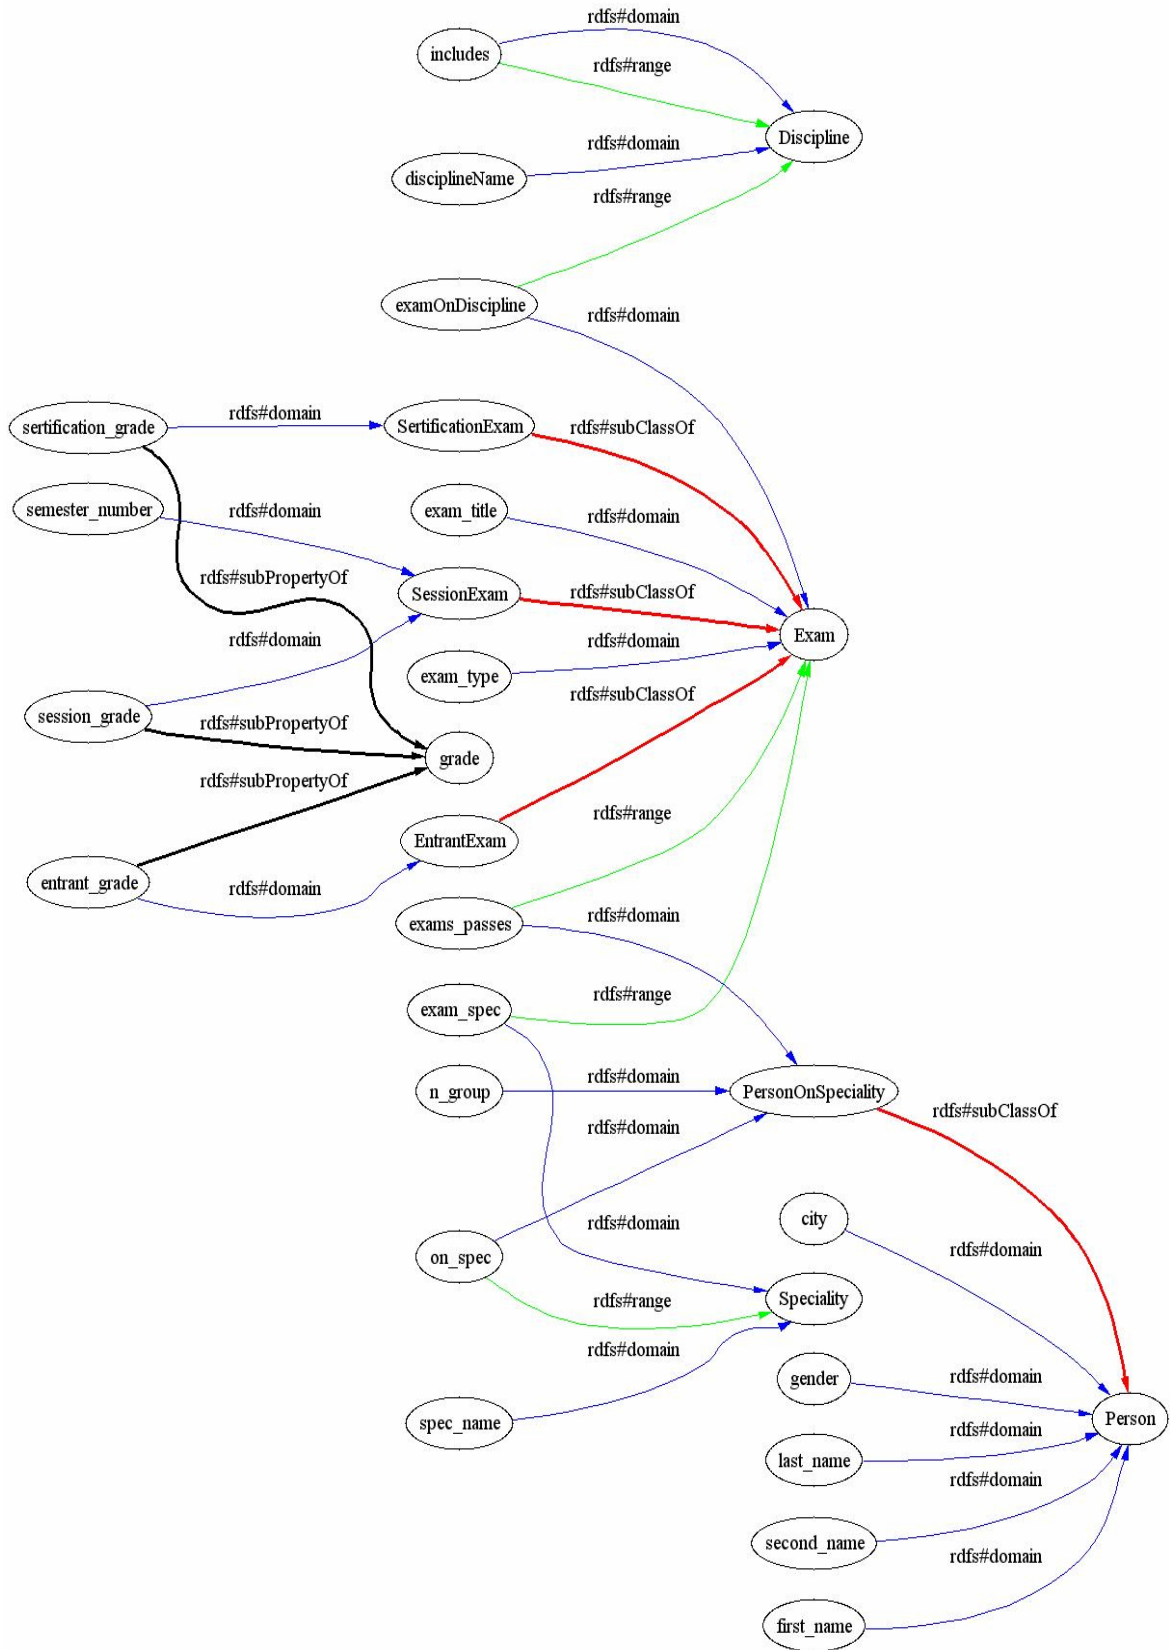 rdfs#domain
includes
rdfs#range
Discipline
rdfs#domain
disciplineName
rdfs#range
examOnDiscipline
rdfs#domain
sertification_grade
rdfs#domain
SertificationExam
rdfs#subClassOf
semester_number
rdfs#domain
exam_title
rdfs#domain
rdfs#subPropertyOf
SessionExam
rdfs#subClassOf
Exam
rdfs#domain
rdfs#domain
exam_type
rdfs#subClassOf
session_grade
rdfs#subPropertyOf
grade
rdfs#subPropertyOf
rdfs#range
EntrantExam
entrant_grade
rdfs#domain
exams_passes
rdfs#domain
exam_spec
rdfs#range
n_group
rdfs#domain
PersonOnSpeciality
rdfs#subClassOf
rdfs#domain
city
rdfs#domain
rdfs#domain
on_spec
rdfs#range
Speciality
rdfs#domain
gender
rdfs#domain
spec_name
Person
rdfs#domain
last_name
rdfs#domain
second_name
rdfs#domain
first_name